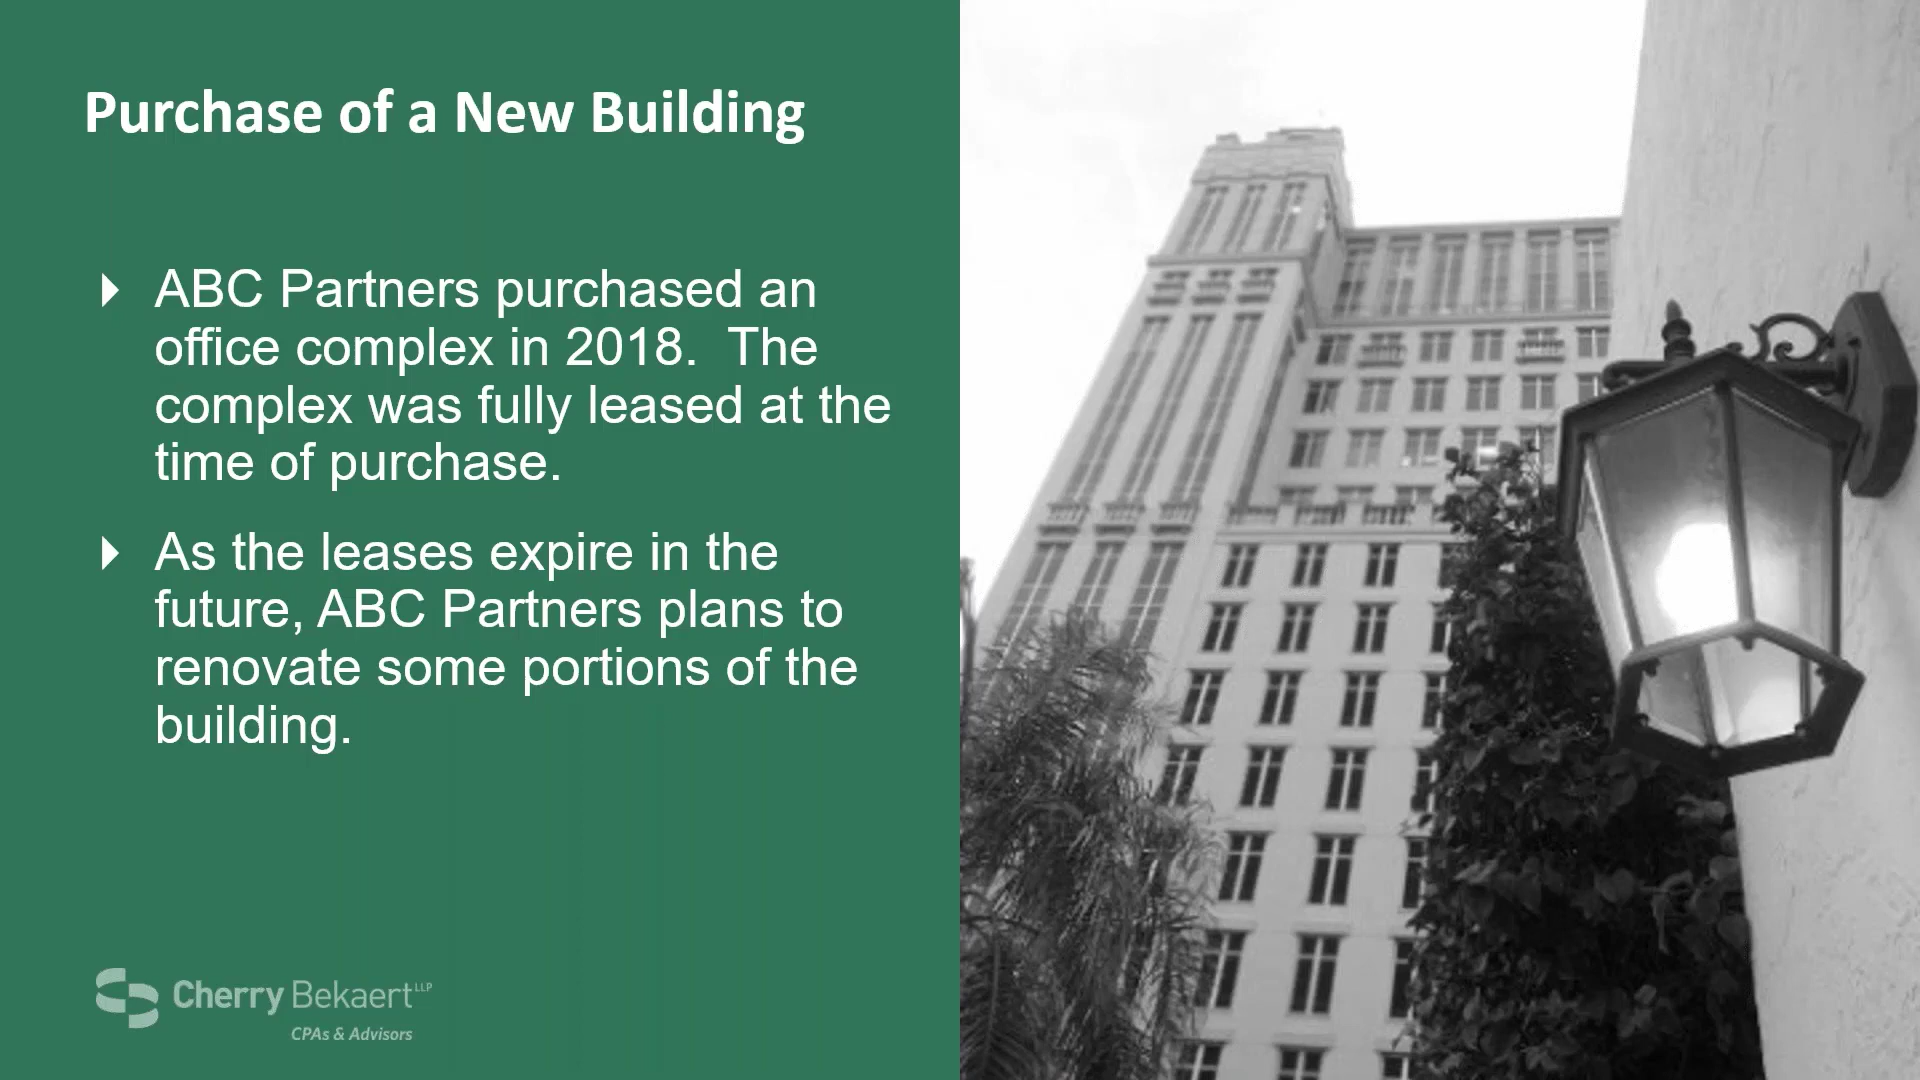 Purchase of a New Building
ABC Partners purchased an
office complex in 2018.  The
complex was fully leased at the
time of purchase.
As the leases expire in the
future, ABC Partners plans to
renovate some portions of the
building.
Cherry Bekaert LLP
CPAs & Advisors